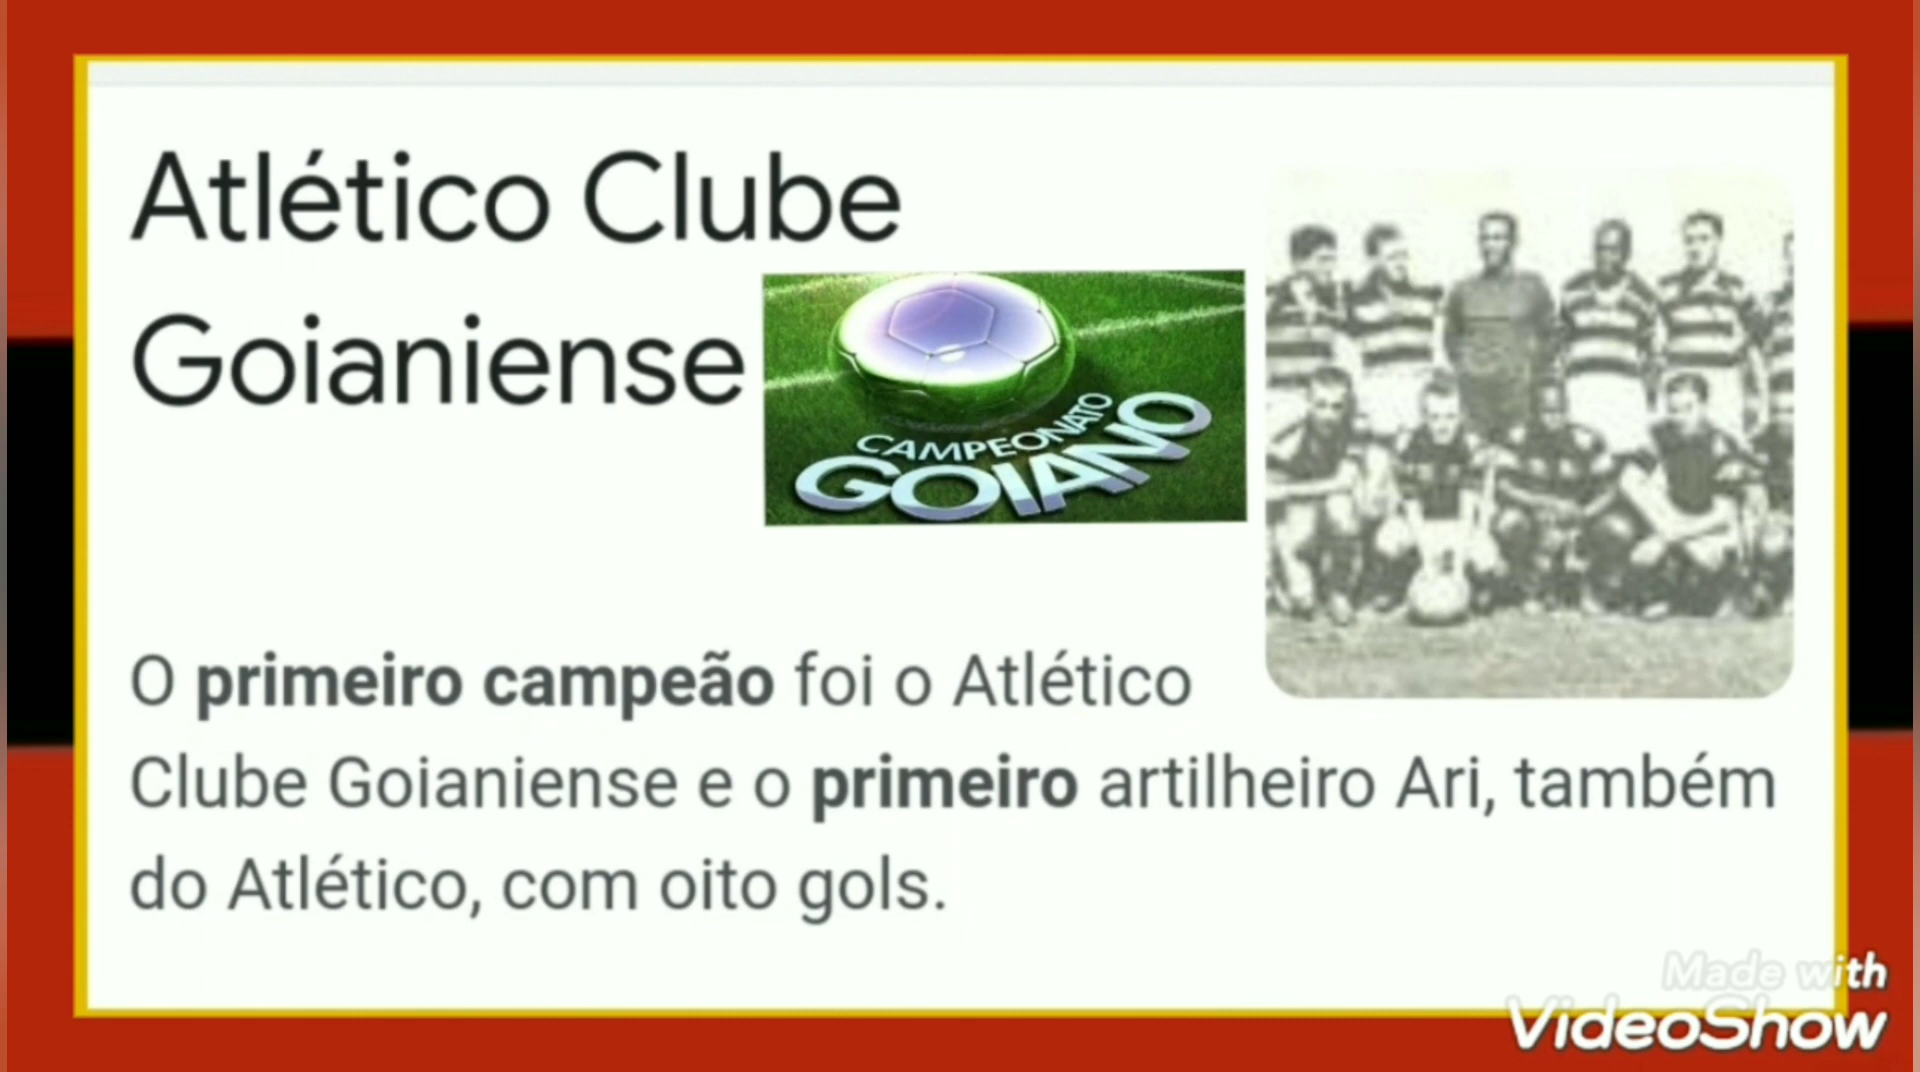 Atlético Clube
Goianiense
CAMPEONATO
GOIANO
O primeiro campeão foi o Atlético
Clube Goianiense e o primeiro artilheiro Ari, também
do Atlético, com oito gols.
Made with
VideoShow